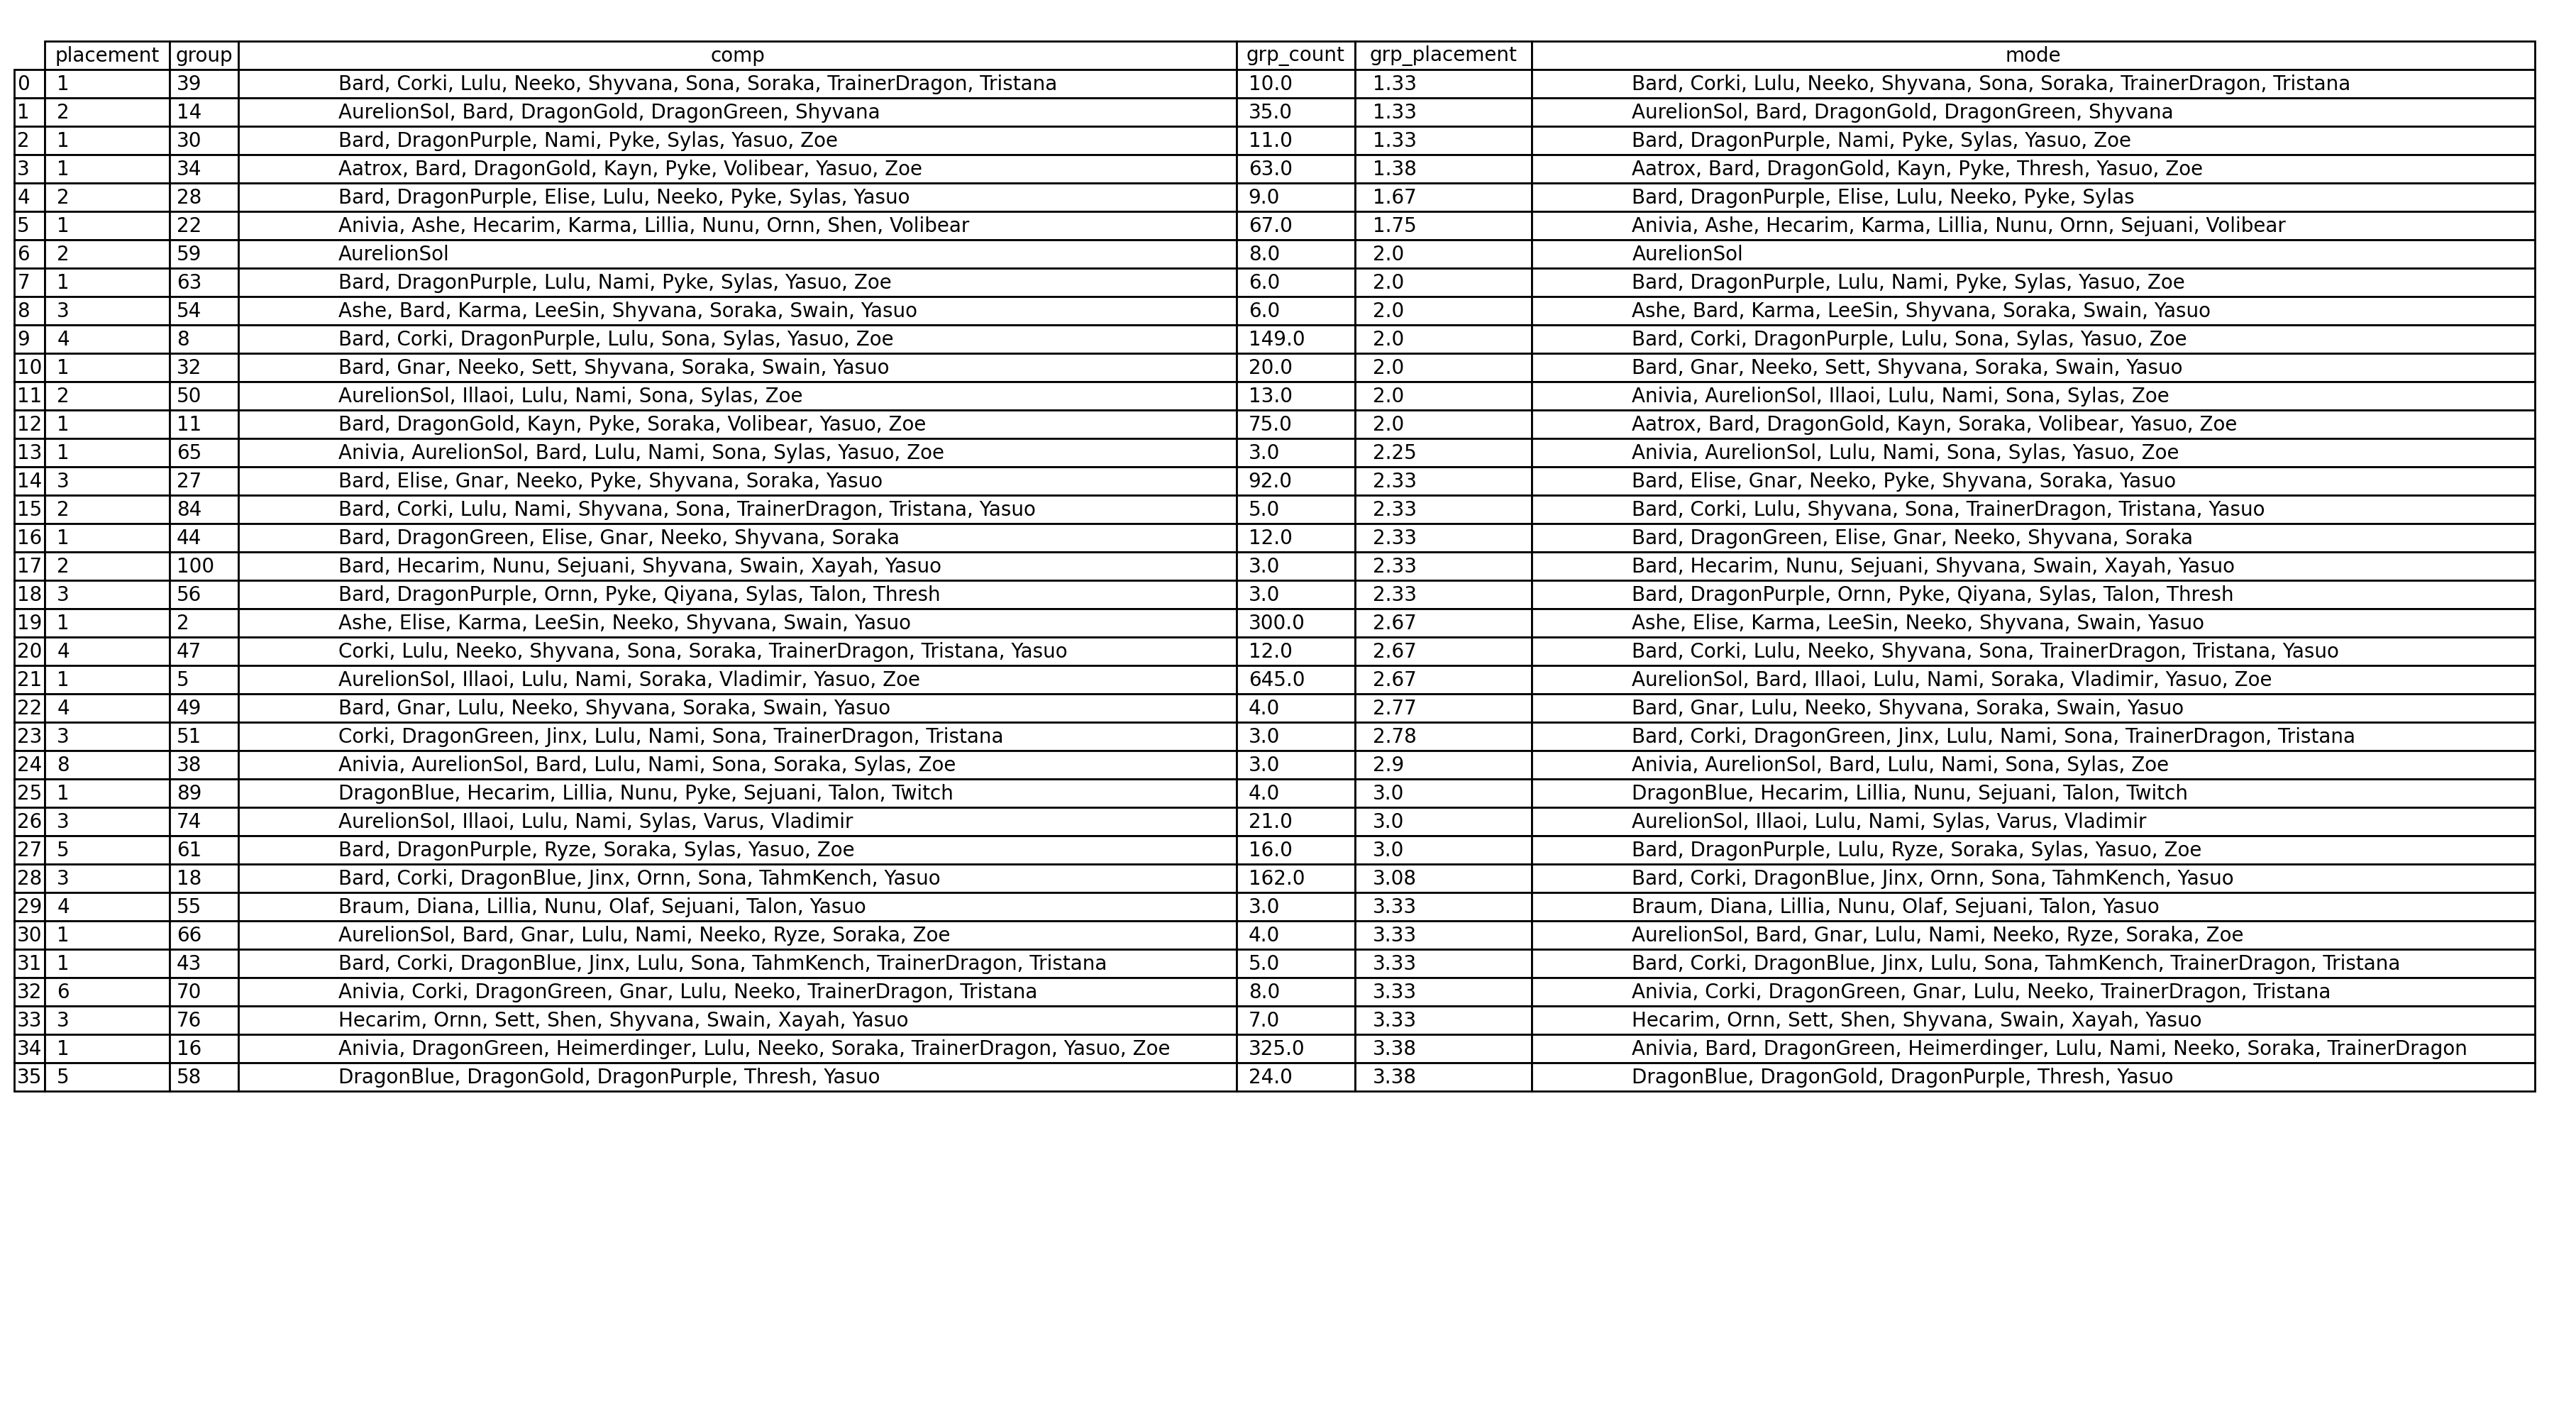 placement group comp grp_count grp_placement mode
0 1 39 Bard, Corki, Lulu, Neeko, Shyvana, Sona, Soraka, TrainerDragon, Tristana 10.0 1.33 Bard, Corki, Lulu, Neeko, Shyvana, Sona, Soraka, TrainerDragon, Tristana
1 2 14 AurelionSol, Bard, DragonGold, DragonGreen, Shyvana 35.0 1.33 AurelionSol, Bard, DragonGold, DragonGreen, Shyvana
2 1 30 Bard, DragonPurple, Nami, Pyke, Sylas, Yasuo, Zoe 11.0 1.33 Bard, DragonPurple, Nami, Pyke, Sylas, Yasuo, Zoe
3 1 34 Aatrox, Bard, DragonGold, Kayn, Pyke, Volibear, Yasuo, Zoe 63.0 1.38 Aatrox, Bard, DragonGold, Kayn, Pyke, Thresh, Yasuo, Zoe
4 2 28 Bard, DragonPurple, Elise, Lulu, Neeko, Pyke, Sylas, Yasuo 9.0 1.67 Bard, DragonPurple, Elise, Lulu, Neeko, Pyke, Sylas
5 1 22 Anivia, Ashe, Hecarim, Karma, Lillia, Nunu, Ornn, Shen, Volibear 67.0 1.75 Anivia, Ashe, Hecarim, Karma, Lillia, Nunu, Ornn, Sejuani, Volibear
6 2 59 AurelionSol 8.0 2.0 AurelionSol
7 1 63 Bard, DragonPurple, Lulu, Nami, Pyke, Sylas, Yasuo, Zoe 6.0 2.0 Bard, DragonPurple, Lulu, Nami, Pyke, Sylas, Yasuo, Zoe
8 3 54 Ashe, Bard, Karma, LeeSin, Shyvana, Soraka, Swain, Yasuo 6.0 2.0 Ashe, Bard, Karma, LeeSin, Shyvana, Soraka, Swain, Yasuo
9 4 8 Bard, Corki, DragonPurple, Lulu, Sona, Sylas, Yasuo, Zoe 149.0 2.0 Bard, Corki, DragonPurple, Lulu, Sona, Sylas, Yasuo, Zoe
10 1 32 Bard, Gnar, Neeko, Sett, Shyvana, Soraka, Swain, Yasuo 20.0 2.0 Bard, Gnar, Neeko, Sett, Shyvana, Soraka, Swain, Yasuo
11 2 50 AurelionSol, Illaoi, Lulu, Nami, Sona, Sylas, Zoe 13.0 2.0 Anivia, AurelionSol, Illaoi, Lulu, Nami, Sona, Sylas, Zoe
12 1 11 Bard, DragonGold, Kayn, Pyke, Soraka, Volibear, Yasuo, Zoe 75.0 2.0 Aatrox, Bard, DragonGold, Kayn, Soraka, Volibear, Yasuo, Zoe
13 1 65 Anivia, AurelionSol, Bard, Lulu, Nami, Sona, Sylas, Yasuo, Zoe 3.0 2.25 Anivia, AurelionSol, Lulu, Nami, Sona, Sylas, Yasuo, Zoe
14 3 27 Bard, Elise, Gnar, Neeko, Pyke, Shyvana, Soraka, Yasuo 92.0 2.33 Bard, Elise, Gnar, Neeko, Pyke, Shyvana, Soraka, Yasuo
15 2 84 Bard, Corki, Lulu, Nami, Shyvana, Sona, TrainerDragon, Tristana, Yasuo 5.0 2.33 Bard, Corki, Lulu, Shyvana, Sona, TrainerDragon, Tristana, Yasuo
16 1 44 Bard, DragonGreen, Elise, Gnar, Neeko, Shyvana, Soraka 12.0 2.33 Bard, DragonGreen, Elise, Gnar, Neeko, Shyvana, Soraka
17 2 100 Bard, Hecarim, Nunu, Sejuani, Shyvana, Swain, Xayah, Yasuo 3.0 2.33 Bard, Hecarim, Nunu, Sejuani, Shyvana, Swain, Xayah, Yasuo
18 3 56 Bard, DragonPurple, Ornn, Pyke, Qiyana, Sylas, Talon, Thresh 3.0 2.33 Bard, DragonPurple, Ornn, Pyke, Qiyana, Sylas, Talon, Thresh
19 1 2 Ashe, Elise, Karma, LeeSin, Neeko, Shyvana, Swain, Yasuo 300.0 2.67 Ashe, Elise, Karma, LeeSin, Neeko, Shyvana, Swain, Yasuo
20 4 47 Corki, Lulu, Neeko, Shyvana, Sona, Soraka, TrainerDragon, Tristana, Yasuo 12.0 2.67 Bard, Corki, Lulu, Neeko, Shyvana, Sona, TrainerDragon, Tristana, Yasuo
21 1 5 AurelionSol, Illaoi, Lulu, Nami, Soraka, Vladimir, Yasuo, Zoe 645.0 2.67 AurelionSol, Bard, Illaoi, Lulu, Nami, Soraka, Vladimir, Yasuo, Zoe
22 4 49 Bard, Gnar, Lulu, Neeko, Shyvana, Soraka, Swain, Yasuo 4.0 2.77 Bard, Gnar, Lulu, Neeko, Shyvana, Soraka, Swain, Yasuo
23 3 51 Corki, DragonGreen, Jinx, Lulu, Nami, Sona, TrainerDragon, Tristana 3.0 2.78 Bard, Corki, DragonGreen, Jinx, Lulu, Nami, Sona, TrainerDragon, Tristana
24 8 38 Anivia, AurelionSol, Bard, Lulu, Nami, Sona, Soraka, Sylas, Zoe 3.0 2.9 Anivia, AurelionSol, Bard, Lulu, Nami, Sona, Sylas, Zoe
25 1 89 DragonBlue, Hecarim, Lillia, Nunu, Pyke, Sejuani, Talon, Twitch 4.0 3.0 DragonBlue, Hecarim, Lillia, Nunu, Sejuani, Talon, Twitch
26 3 74 AurelionSol, Illaoi, Lulu, Nami, Sylas, Varus, Vladimir 21.0 3.0 AurelionSol, Illaoi, Lulu, Nami, Sylas, Varus, Vladimir
27 5 61 Bard, DragonPurple, Ryze, Soraka, Sylas, Yasuo, Zoe 16.0 3.0 Bard, DragonPurple, Lulu, Ryze, Soraka, Sylas, Yasuo, Zoe
28 3 18 Bard, Corki, DragonBlue, Jinx, Ornn, Sona, TahmKench, Yasuo 162.0 3.08 Bard, Corki, DragonBlue, Jinx, Ornn, Sona, TahmKench, Yasuo
29 4 55 Braum, Diana, Lillia, Nunu, Olaf, Sejuani, Talon, Yasuo 3.0 3.33 Braum, Diana, Lillia, Nunu, Olaf, Sejuani, Talon, Yasuo
30 1 66 AurelionSol, Bard, Gnar, Lulu, Nami, Neeko, Ryze, Soraka, Zoe 4.0 3.33 AurelionSol, Bard, Gnar, Lulu, Nami, Neeko, Ryze, Soraka, Zoe
31 1 43 Bard, Corki, DragonBlue, Jinx, Lulu, Sona, TahmKench, TrainerDragon, Tristana 5.0 3.33 Bard, Corki, DragonBlue, Jinx, Lulu, Sona, TahmKench, TrainerDragon, Tristana
32 6 70 Anivia, Corki, DragonGreen, Gnar, Lulu, Neeko, TrainerDragon, Tristana 8.0 3.33 Anivia, Corki, DragonGreen, Gnar, Lulu, Neeko, TrainerDragon, Tristana
33 3 76 Hecarim, Ornn, Sett, Shen, Shyvana, Swain, Xayah, Yasuo 7.0 3.33 Hecarim, Ornn, Sett, Shen, Shyvana, Swain, Xayah, Yasuo
34 1 16 Anivia, DragonGreen, Heimerdinger, Lulu, Neeko, Soraka, TrainerDragon, Yasuo, Zoe 325.0 3.38 Anivia, Bard, DragonGreen, Heimerdinger, Lulu, Nami, Neeko, Soraka, TrainerDragon
35 5 58 DragonBlue, DragonGold, DragonPurple, Thresh, Yasuo 24.0 3.38 DragonBlue, DragonGold, DragonPurple, Thresh, Yasuo